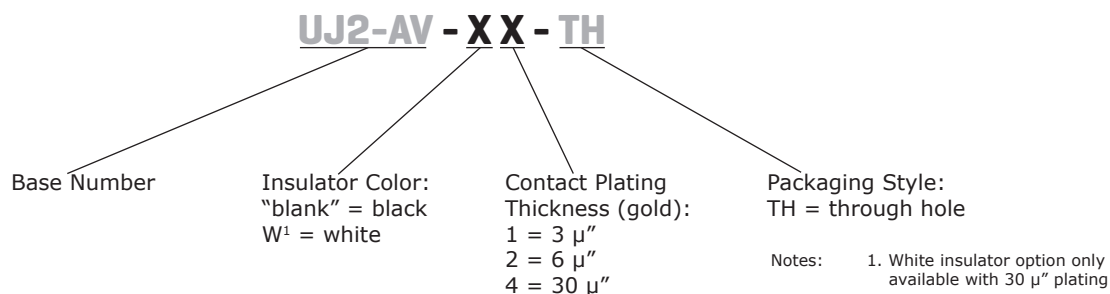 UJ2-AV - X X - TH
Base Number
Insulator Color:
“blank” = black
W¹ = white
Contact Plating
Thickness (gold):
1 = 3 µ”
2 = 6 µ”
4 = 30 µ”
Packaging Style:
TH = through hole
Notes: 1. White insulator option only
available with 30 µ” plating